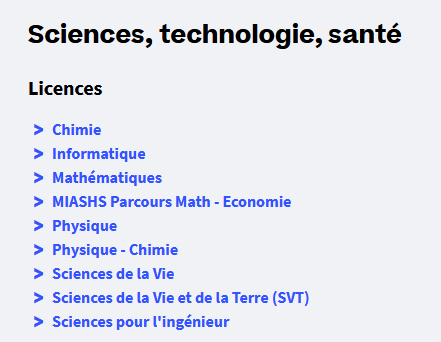 Sciences, technologie, santé
Licences
> Chimie
> Informatique
> Mathématiques
> MIASHS Parcours Math - Economie
> Physique
> Physique - Chimie
> Sciences de la Vie
> Sciences de la Vie et de la Terre (SVT)
> Sciences pour l'ingénieur